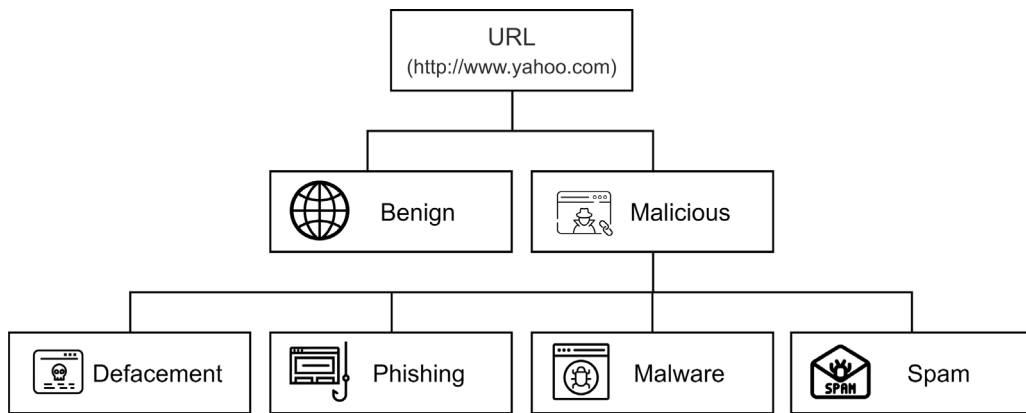 URL
(http://www.yahoo.com)
Benign
Malicious
Defacement
Phishing
Malware
SPAM
Spam